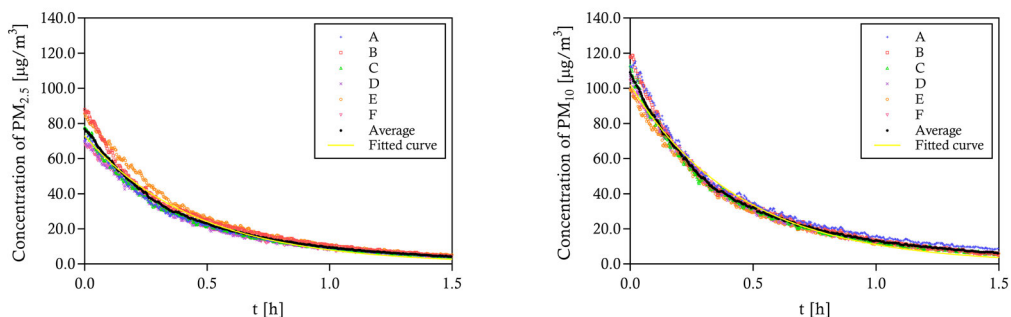 Concentration of PM2.5 [µg/m³]
140.0
120.0
100.0
80.0
60.0
40.0
20.0
0.0
0.0 0.5 1.0 1.5
t [h]
A
B
C
D
E
F
Average
Fitted curve
Concentration of PM10 [µg/m³]
140.0
120.0
100.0
80.0
60.0
40.0
20.0
0.0
0.0 0.5 1.0 1.5
t [h]
A
B
C
D
E
F
Average
Fitted curve